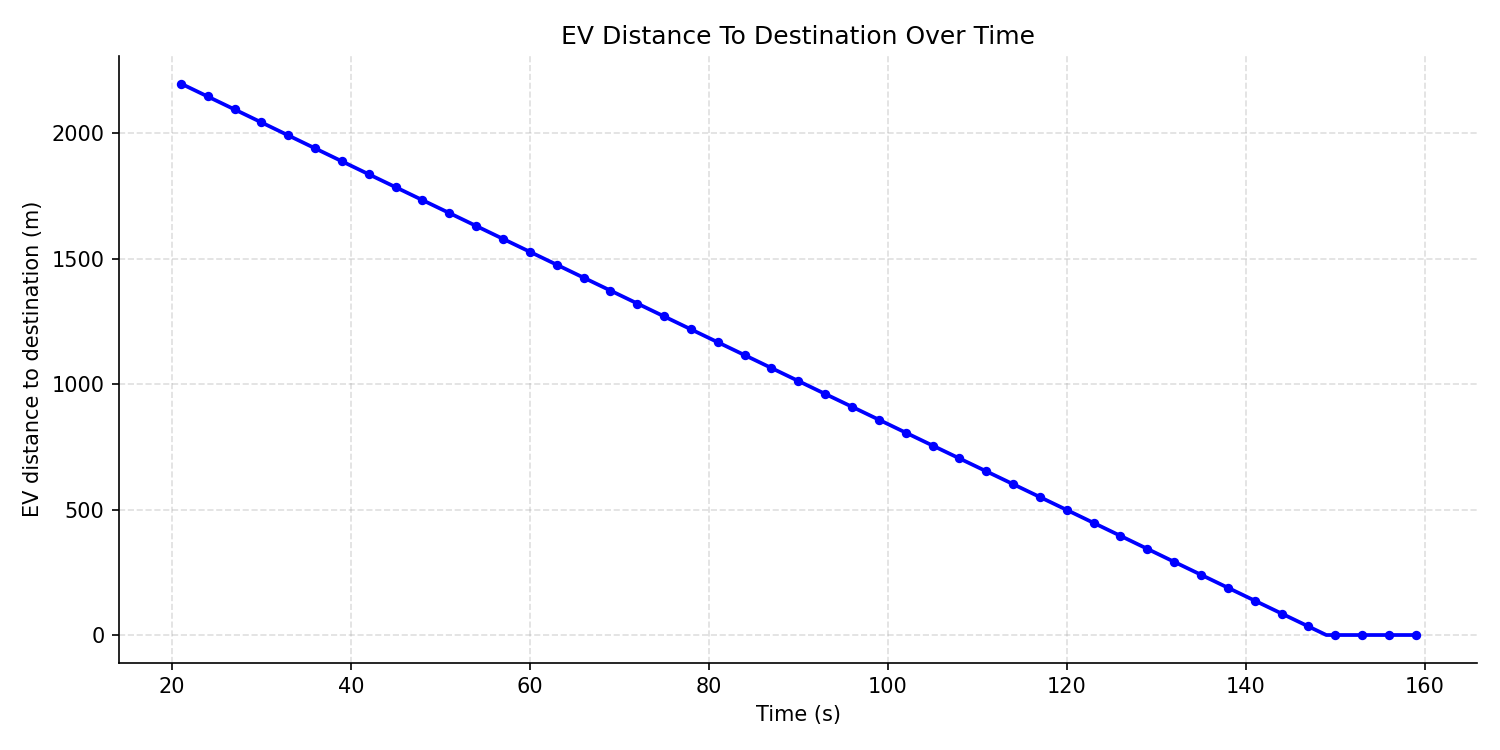 EV Distance To Destination Over Time
EV distance to destination (m)
2000
1500
1000
500
0
20 40 60 80 100 120 140 160
Time (s)